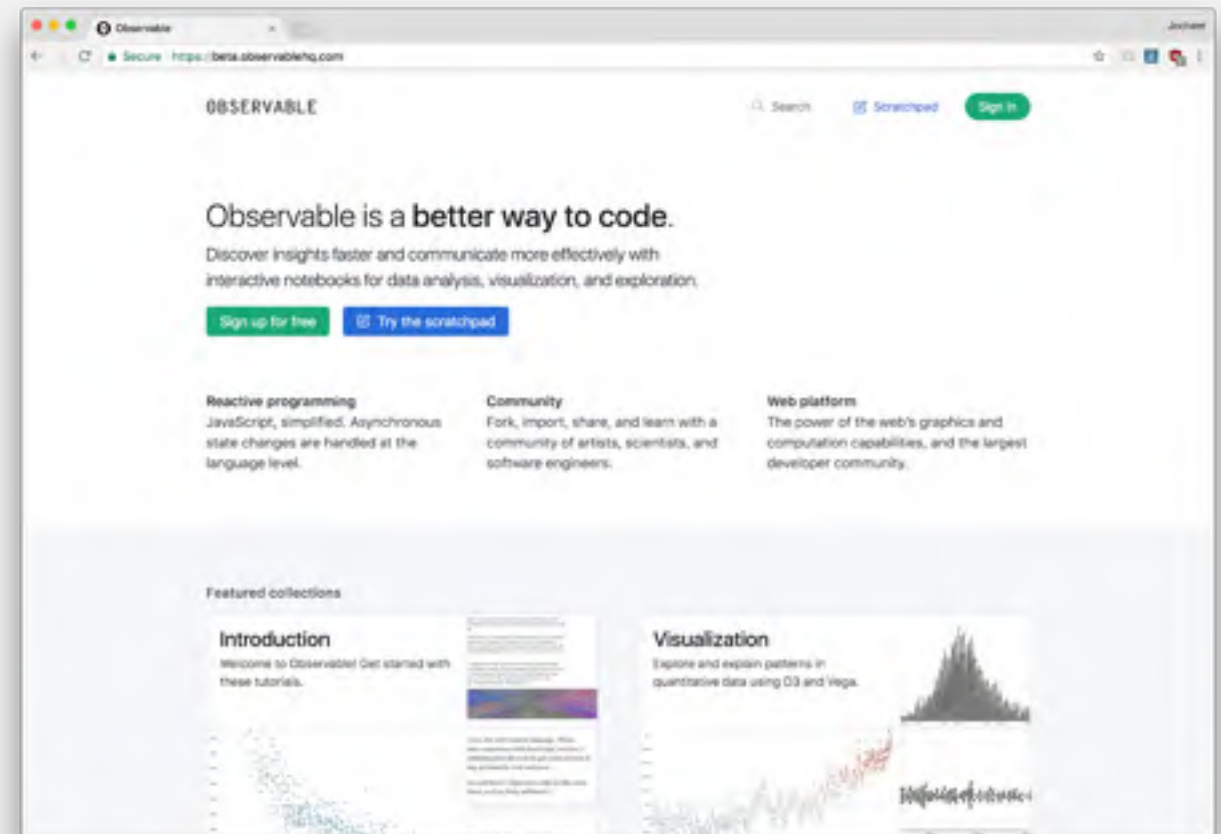 Observable
Secure https://beta.observablehq.com
OBSERVABLE
Search
Scratchpad
Sign in
Observable is a better way to code.
Discover insights faster and communicate more effectively with
interactive notebooks for data analysis, visualization, and exploration.
Sign up for free
Try the scratchpad
Reactive programming
JavaScript, simplified. Asynchronous
state changes are handled at the
language level.
Community
Fork, import, share, and learn with a
community of artists, scientists, and
software engineers.
Web platform
The power of the web's graphics and
computation capabilities, and the largest
developer community.
Featured collections
Introduction
Welcome to Observable! Get started with
these tutorials.
Visualization
Explore and explain patterns in
quantitative data using D3 and Vega.